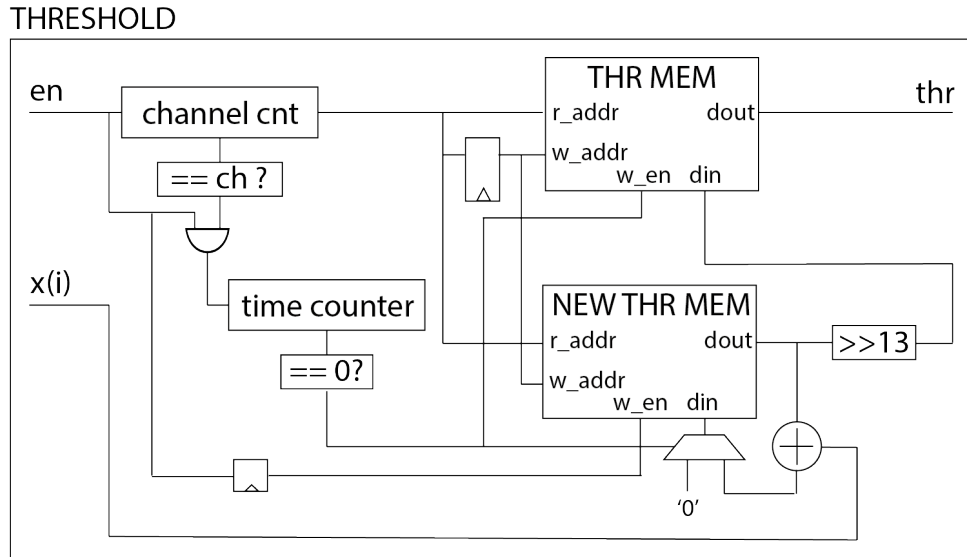 THRESHOLD
en
channel cnt
== ch ?
x(i)
time counter
== 0?
THR MEM
r_addr dout
w_addr
w_en din
thr
NEW THR MEM
r_addr dout
w_addr
w_en din
>>13
'0'